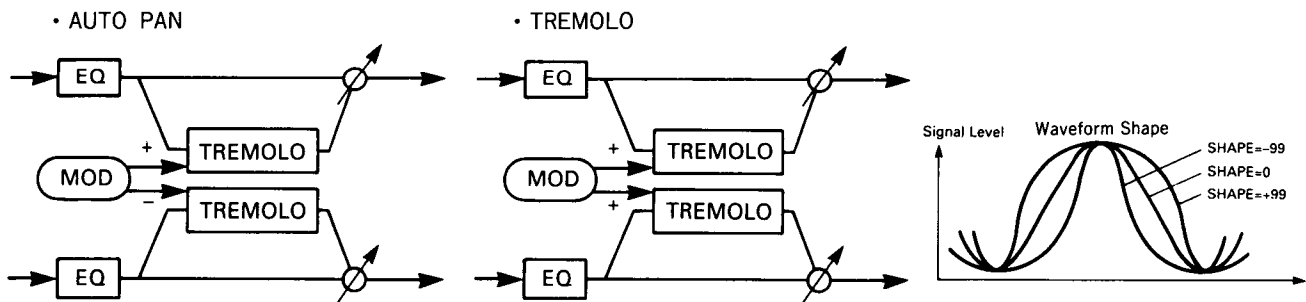 • AUTO PAN
EQ
+
TREMOLO
MOD
−
TREMOLO
EQ
• TREMOLO
EQ
+
TREMOLO
MOD
+
TREMOLO
EQ
Signal Level
Waveform Shape
SHAPE=−99
SHAPE=0
SHAPE=+99